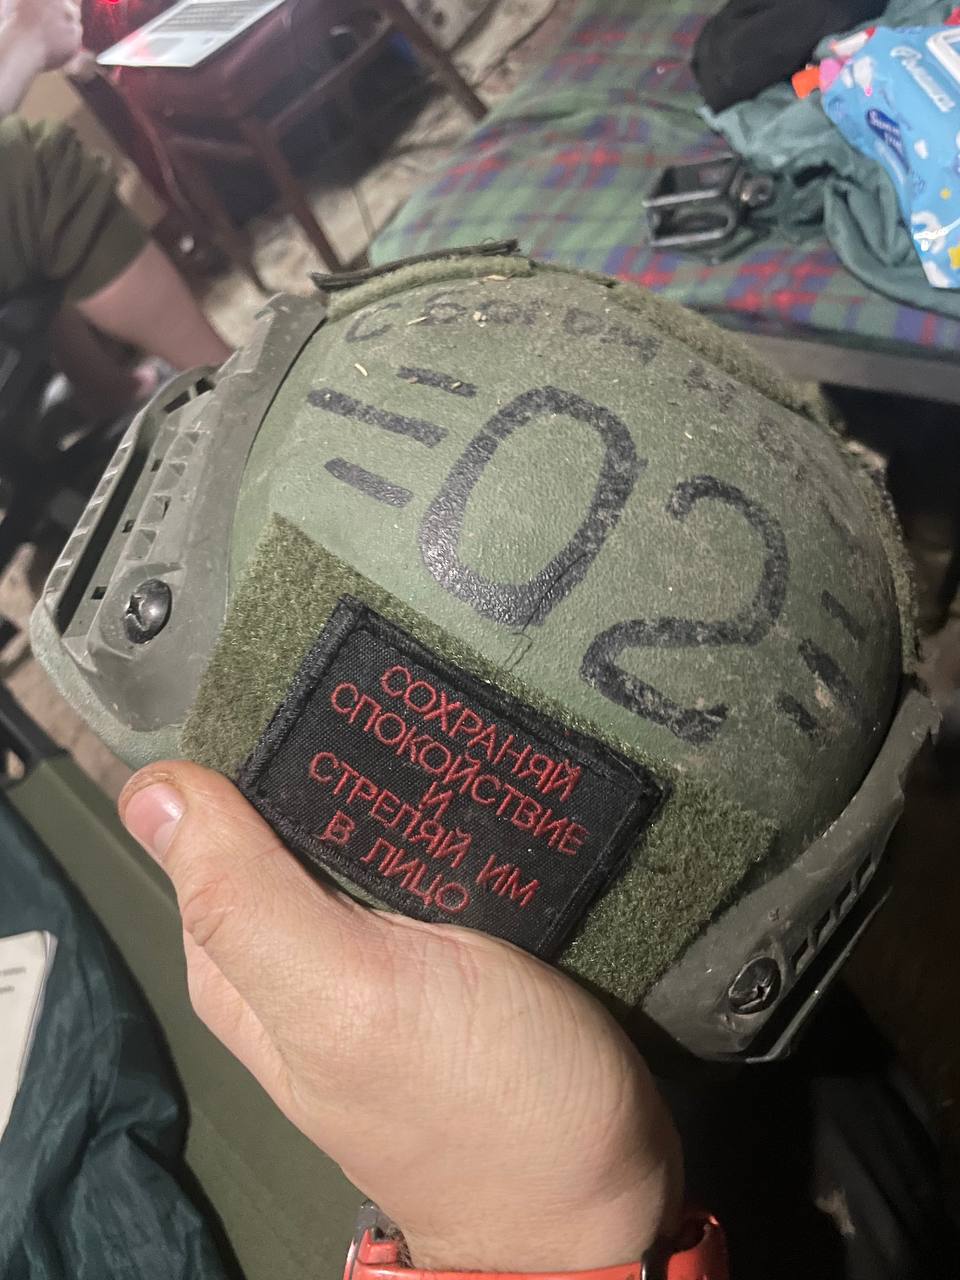 С БОГОМ
=02=
СОХРАНЯЙ
СПОКОЙСТВИЕ
И
СТРЕЛЯЙ ИМ
В ЛИЦО